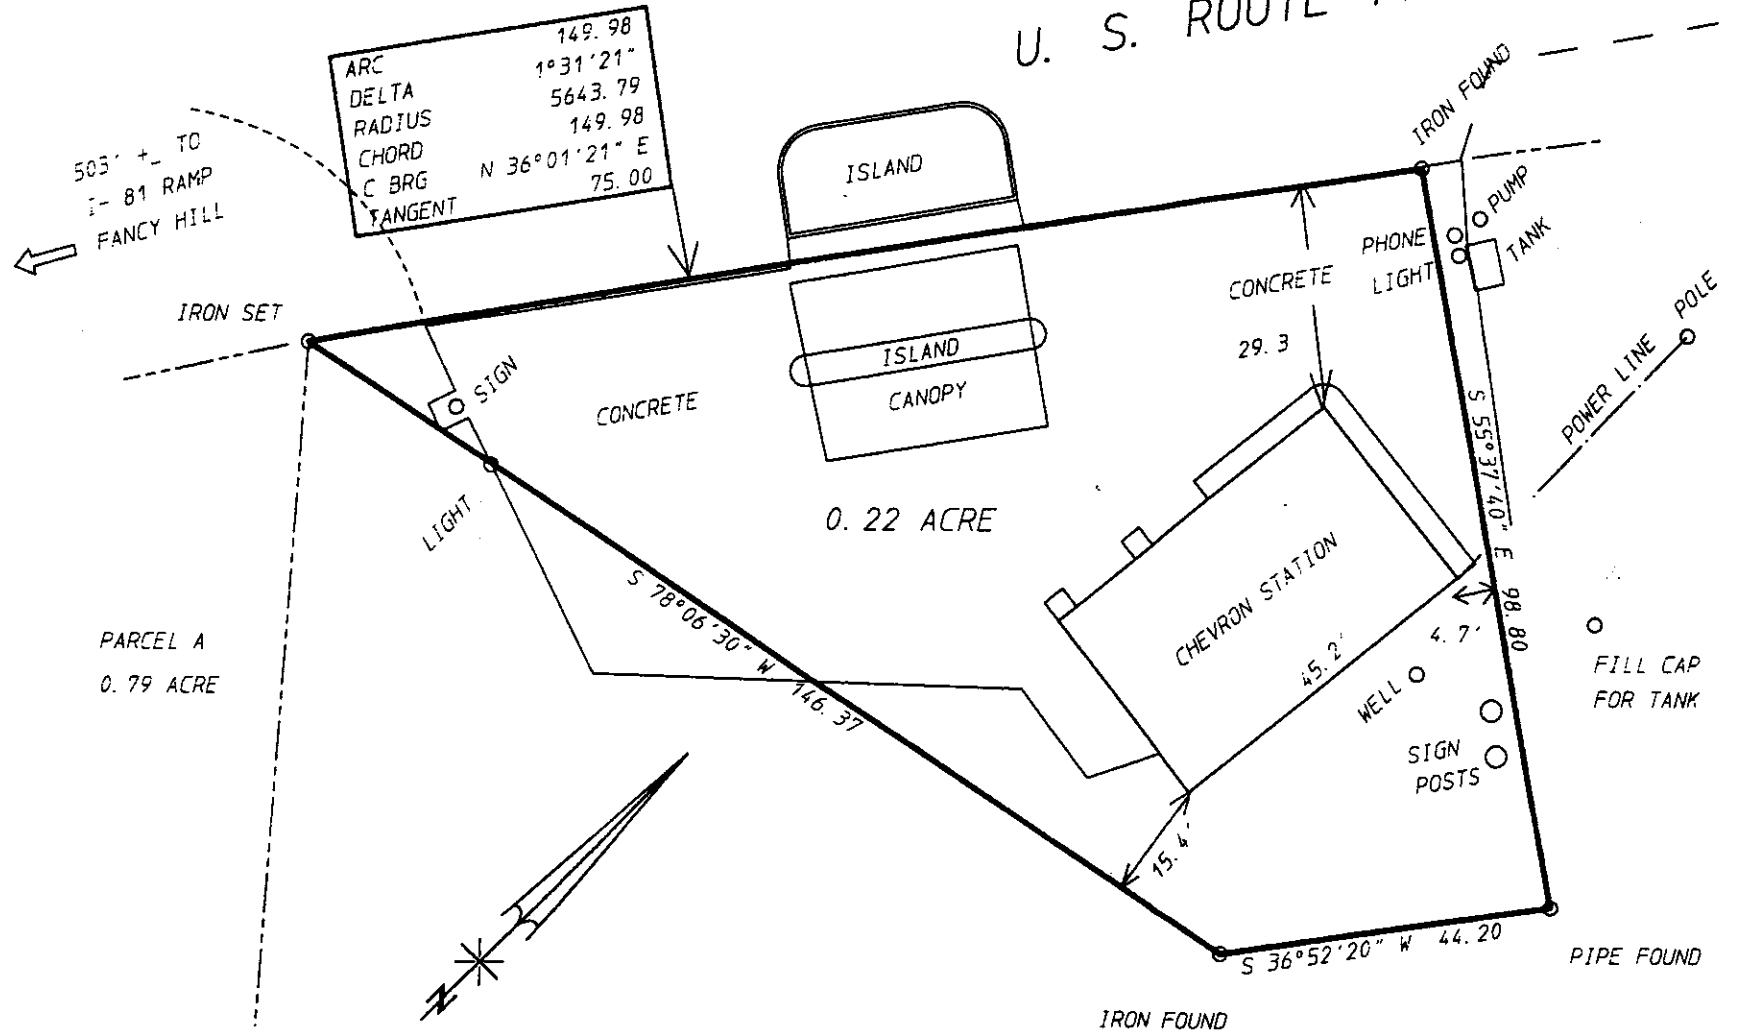 U. S. ROUTE
ARC 149.98
DELTA 1°31'21"
RADIUS 5643.79
CHORD 149.98
C BRG N 36°01'21" E
TANGENT 75.00
503' +_ TO
I- 81 RAMP
FANCY HILL
IRON SET
ISLAND
IRON FOUND
PUMP
PHONE
LIGHT
TANK
CONCRETE
29.3
POLE
POWER LINE
SIGN
CONCRETE
ISLAND
CANOPY
LIGHT
0.22 ACRE
S 55°37'40" E 98.80
CHEVRON STATION
S 78°06'30" W 146.37
PARCEL A
0.79 ACRE
45.2'
4.7'
WELL
FILL CAP
FOR TANK
SIGN
POSTS
15.4'
S 36°52'20" W 44.20
PIPE FOUND
N
IRON FOUND